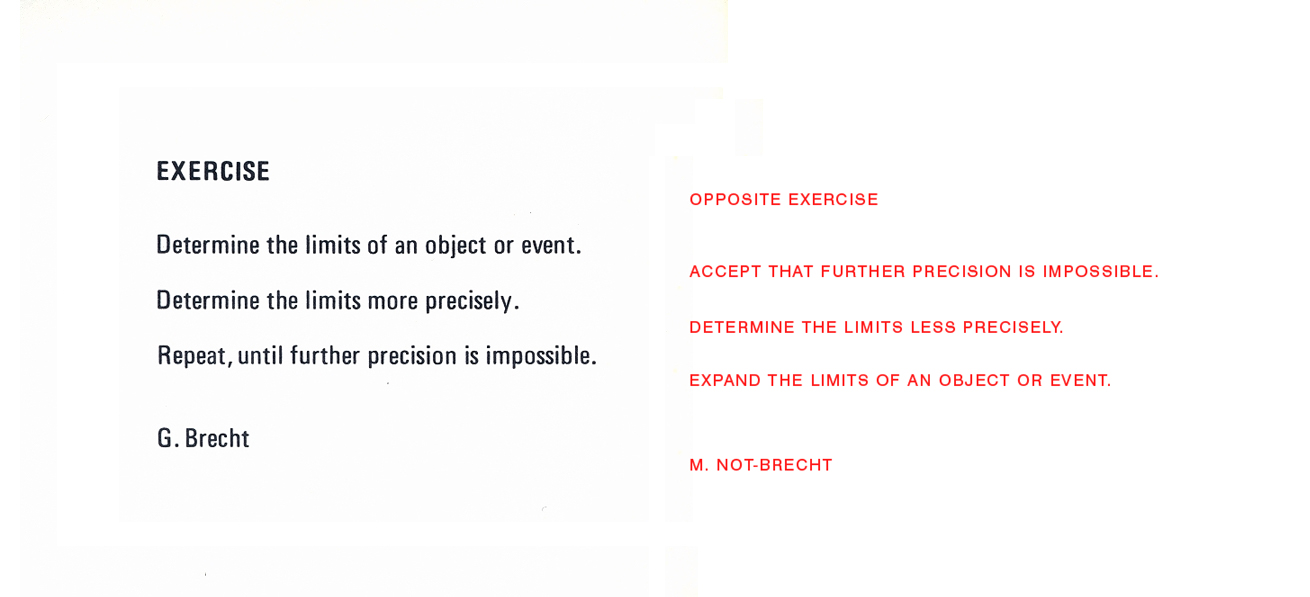 EXERCISE
Determine the limits of an object or event.
Determine the limits more precisely.
Repeat, until further precision is impossible.
G. Brecht
OPPOSITE EXERCISE
ACCEPT THAT FURTHER PRECISION IS IMPOSSIBLE.
DETERMINE THE LIMITS LESS PRECISELY.
EXPAND THE LIMITS OF AN OBJECT OR EVENT.
M. NOT-BRECHT